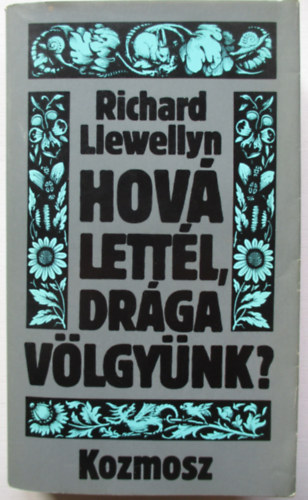 Richard
Llewellyn
HOVÁ
LETTÉL,
DRÁGA
VÖLGYÜNK?
Kozmosz